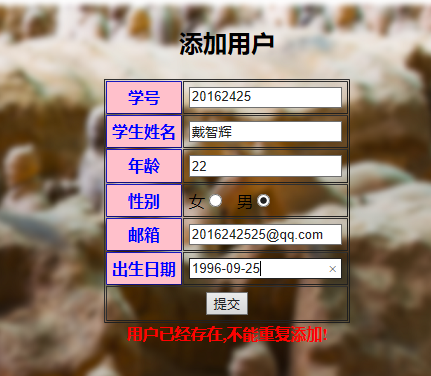 添加用户
学号 20162425
学生姓名 戴智辉
年龄 22
性别 女 男
邮箱 2016242525@qq.com
出生日期 1996-09-25 ×
提交
用户已经存在,不能重复添加!